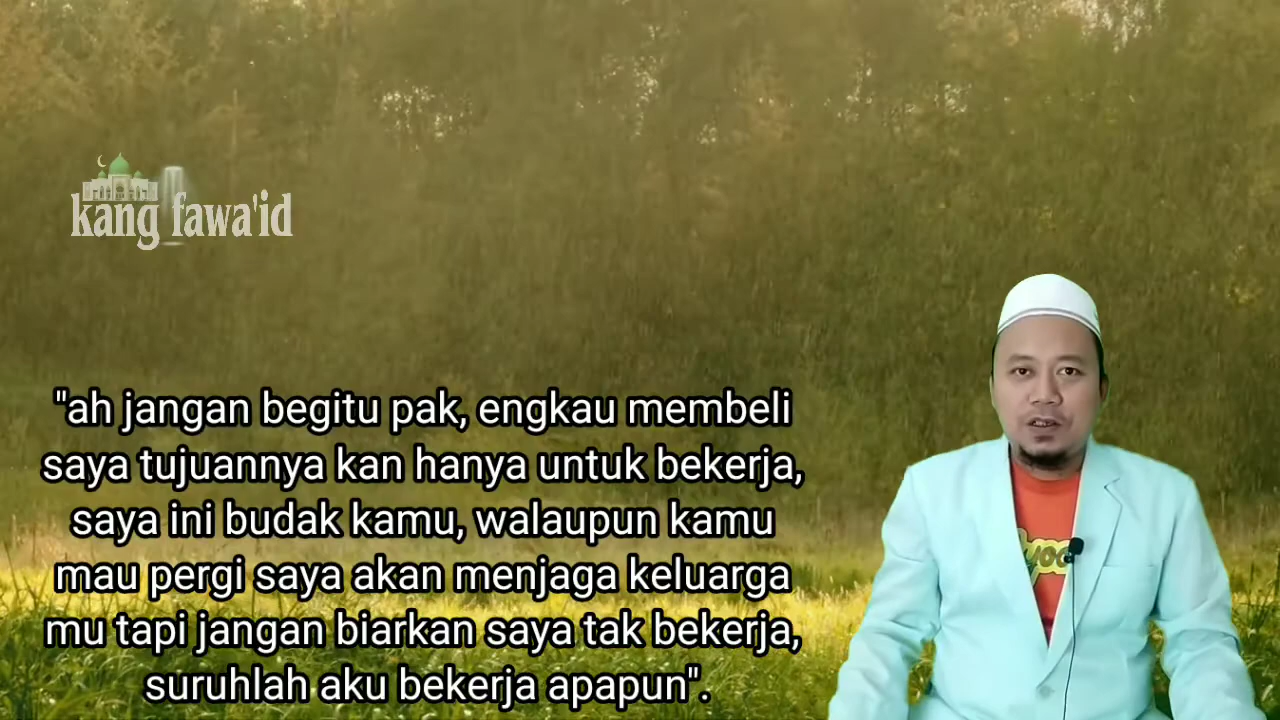 kang fawa'id
"ah jangan begitu pak, engkau membeli
saya tujuannya kan hanya untuk bekerja,
saya ini budak kamu, walaupun kamu
mau pergi saya akan menjaga keluarga
mu tapi jangan biarkan saya tak bekerja,
suruhlah aku bekerja apapun".